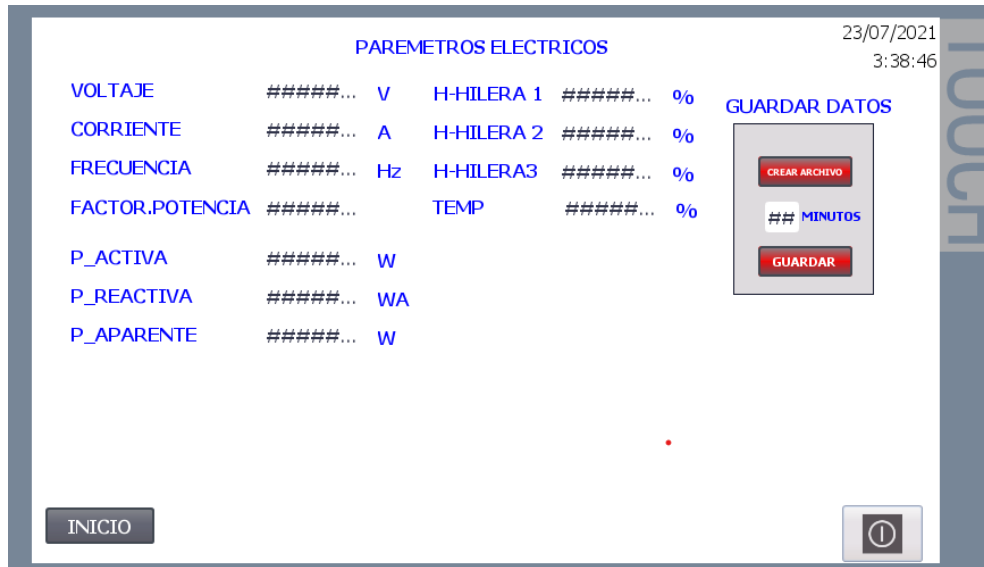 PAREMETROS ELECTRICOS
23/07/2021
3:38:46
VOLTAJE #####... V
CORRIENTE #####... A
FRECUENCIA #####... Hz
FACTOR.POTENCIA #####...
P_ACTIVA #####... W
P_REACTIVA #####... WA
P_APARENTE #####... W
H-HILERA 1 #####... %
H-HILERA 2 #####... %
H-HILERA3 #####... %
TEMP #####... %
GUARDAR DATOS
CREAR ARCHIVO
## MINUTOS
GUARDAR
INICIO
TOUCH